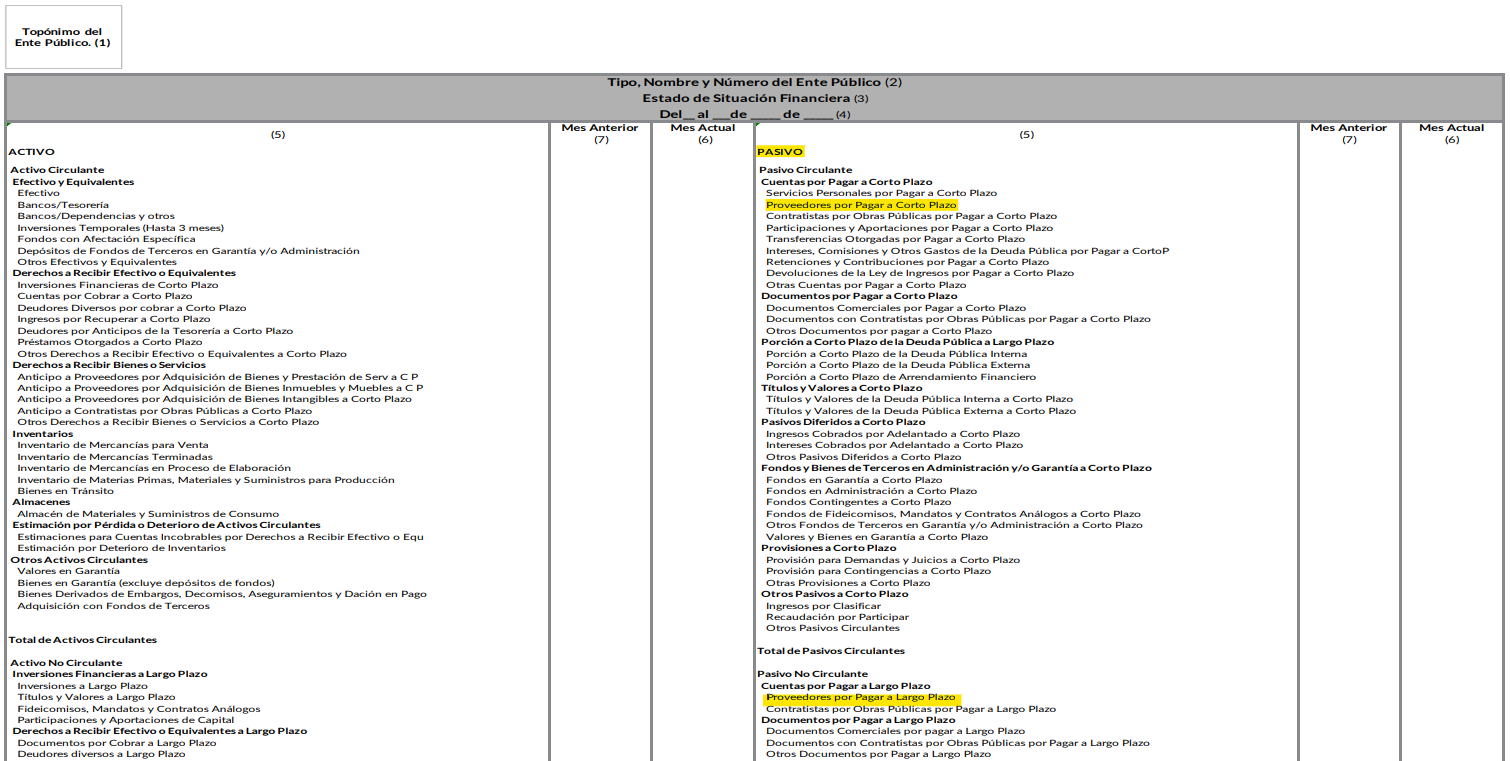 Topónimo del
Ente Público. (1)
Tipo, Nombre y Número del Ente Público (2)
Estado de Situación Financiera (3)
Del__ al ___de _____ de _____ (4)
(5)
Mes Anterior
(7)
Mes Actual
(6)
ACTIVO
Activo Circulante
Efectivo y Equivalentes
Efectivo
Bancos/Tesorería
Bancos/Dependencias y otros
Inversiones Temporales (Hasta 3 meses)
Fondos con Afectación Específica
Depósitos de Fondos de Terceros en Garantía y/o Administración
Otros Efectivos y Equivalentes
Derechos a Recibir Efectivo o Equivalentes
Inversiones Financieras de Corto Plazo
Cuentas por Cobrar a Corto Plazo
Deudores Diversos por cobrar a Corto Plazo
Ingresos por Recuperar a Corto Plazo
Deudores por Anticipos de la Tesorería a Corto Plazo
Préstamos Otorgados a Corto Plazo
Otros Derechos a Recibir Efectivo o Equivalentes a Corto Plazo
Derechos a Recibir Bienes o Servicios
Anticipo a Proveedores por Adquisición de Bienes y Prestación de Serv a C P
Anticipo a Proveedores por Adquisición de Bienes Inmuebles y Muebles a C P
Anticipo a Proveedores por Adquisición de Bienes Intangibles a Corto Plazo
Anticipo a Contratistas por Obras Públicas a Corto Plazo
Otros Derechos a Recibir Bienes o Servicios a Corto Plazo
Inventarios
Inventario de Mercancías para Venta
Inventario de Mercancías Terminadas
Inventario de Mercancías en Proceso de Elaboración
Inventario de Materias Primas, Materiales y Suministros para Producción
Bienes en Tránsito
Almacenes
Almacén de Materiales y Suministros de Consumo
Estimación por Pérdida o Deterioro de Activos Circulantes
Estimaciones para Cuentas Incobrables por Derechos a Recibir Efectivo o Equ
Estimación por Deterioro de Inventarios
Otros Activos Circulantes
Valores en Garantía
Bienes en Garantía (excluye depósitos de fondos)
Bienes Derivados de Embargos, Decomisos, Aseguramientos y Dación en Pago
Adquisición con Fondos de Terceros
Total de Activos Circulantes
Activo No Circulante
Inversiones Financieras a Largo Plazo
Inversiones a Largo Plazo
Títulos y Valores a Largo Plazo
Fideicomisos, Mandatos y Contratos Análogos
Participaciones y Aportaciones de Capital
Derechos a Recibir Efectivo o Equivalentes a Largo Plazo
Documentos por Cobrar a Largo Plazo
Deudores diversos a Largo Plazo
(5)
Mes Anterior
(7)
Mes Actual
(6)
PASIVO
Pasivo Circulante
Cuentas por Pagar a Corto Plazo
Servicios Personales por Pagar a Corto Plazo
Proveedores por Pagar a Corto Plazo
Contratistas por Obras Públicas por Pagar a Corto Plazo
Participaciones y Aportaciones por Pagar a Corto Plazo
Transferencias Otorgadas por Pagar a Corto Plazo
Intereses, Comisiones y Otros Gastos de la Deuda Pública por Pagar a CortoP
Retenciones y Contribuciones por Pagar a Corto Plazo
Devoluciones de la Ley de Ingresos por Pagar a Corto Plazo
Otras Cuentas por Pagar a Corto Plazo
Documentos por Pagar a Corto Plazo
Documentos Comerciales por Pagar a Corto Plazo
Documentos con Contratistas por Obras Públicas por Pagar a Corto Plazo
Otros Documentos por pagar a Corto Plazo
Porción a Corto Plazo de la Deuda Pública a Largo Plazo
Porción a Corto Plazo de la Deuda Pública Interna
Porción a Corto Plazo de la Deuda Pública Externa
Porción a Corto Plazo de Arrendamiento Financiero
Títulos y Valores a Corto Plazo
Títulos y Valores de la Deuda Pública Interna a Corto Plazo
Títulos y Valores de la Deuda Pública Externa a Corto Plazo
Pasivos Diferidos a Corto Plazo
Ingresos Cobrados por Adelantado a Corto Plazo
Intereses Cobrados por Adelantado a Corto Plazo
Otros Pasivos Diferidos a Corto Plazo
Fondos y Bienes de Terceros en Administración y/o Garantía a Corto Plazo
Fondos en Garantía a Corto Plazo
Fondos en Administración a Corto Plazo
Fondos Contingentes a Corto Plazo
Fondos de Fideicomisos, Mandatos y Contratos Análogos a Corto Plazo
Otros Fondos de Terceros en Garantía y/o Administración a Corto Plazo
Valores y Bienes en Garantía a Corto Plazo
Provisiones a Corto Plazo
Provisión para Demandas y Juicios a Corto Plazo
Provisión para Contingencias a Corto Plazo
Otras Provisiones a Corto Plazo
Otros Pasivos a Corto Plazo
Ingresos por Clasificar
Recaudación por Participar
Otros Pasivos Circulantes
Total de Pasivos Circulantes
Pasivo No Circulante
Cuentas por Pagar a Largo Plazo
Proveedores por Pagar a Largo Plazo
Contratistas por Obras Públicas por Pagar a Largo Plazo
Documentos por Pagar a Largo Plazo
Documentos Comerciales por pagar a Largo Plazo
Documentos con Contratistas por Obras Públicas por Pagar a Largo Plazo
Otros Documentos por Pagar a Largo Plazo